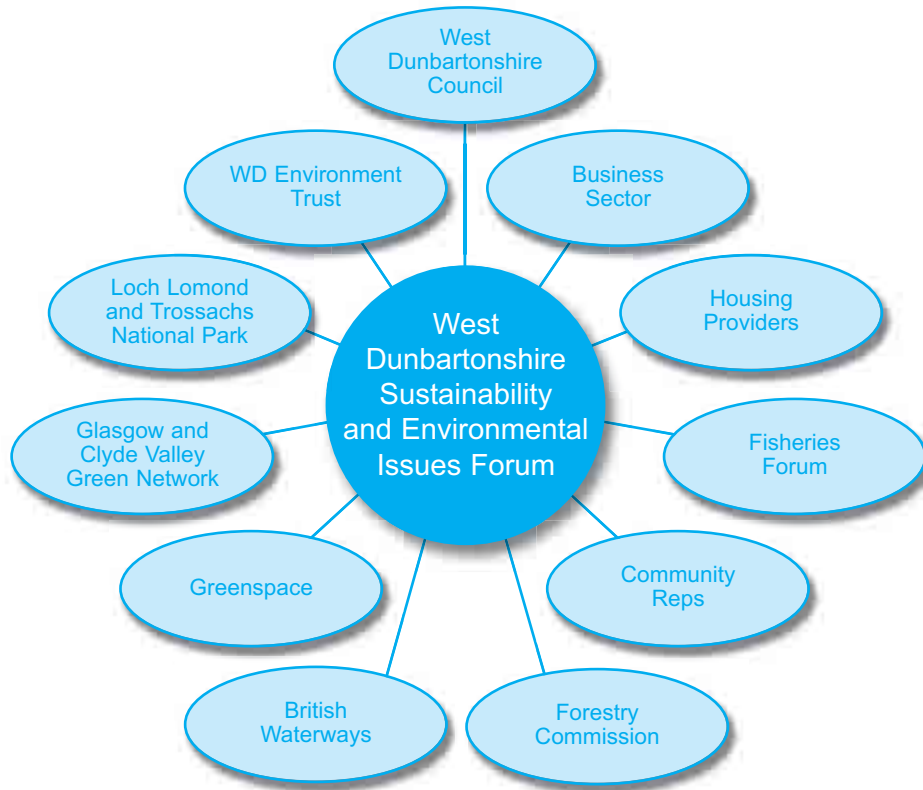 West
Dunbartonshire
Council
WD Environment
Trust
Business
Sector
Loch Lomond
and Trossachs
National Park
Housing
Providers
West
Dunbartonshire
Sustainability
and Environmental
Issues Forum
Glasgow and
Clyde Valley
Green Network
Fisheries
Forum
Greenspace
Community
Reps
British
Waterways
Forestry
Commission